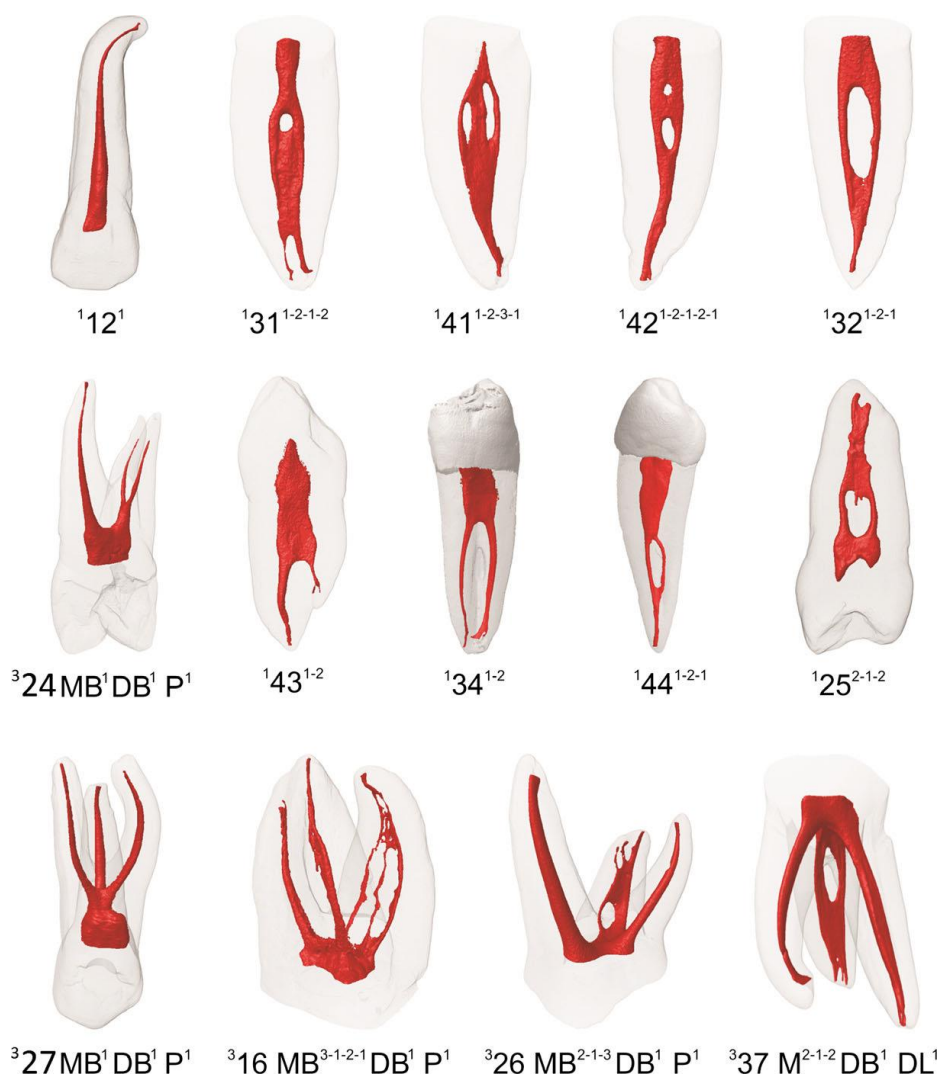 ¹12¹ ¹31¹⁻²⁻¹⁻² ¹41¹⁻²⁻³⁻¹ ¹42¹⁻²⁻¹⁻²⁻¹ ¹32¹⁻²⁻¹
³24 MB¹ DB¹ P¹ ¹43¹⁻² ¹34¹⁻² ¹44¹⁻²⁻¹ ¹25²⁻¹⁻²
³27 MB¹ DB¹ P¹ ³16 MB³⁻¹⁻²⁻¹ DB¹ P¹ ³26 MB²⁻¹⁻³ DB¹ P¹ ³37 M²⁻¹⁻² DB¹ DL¹